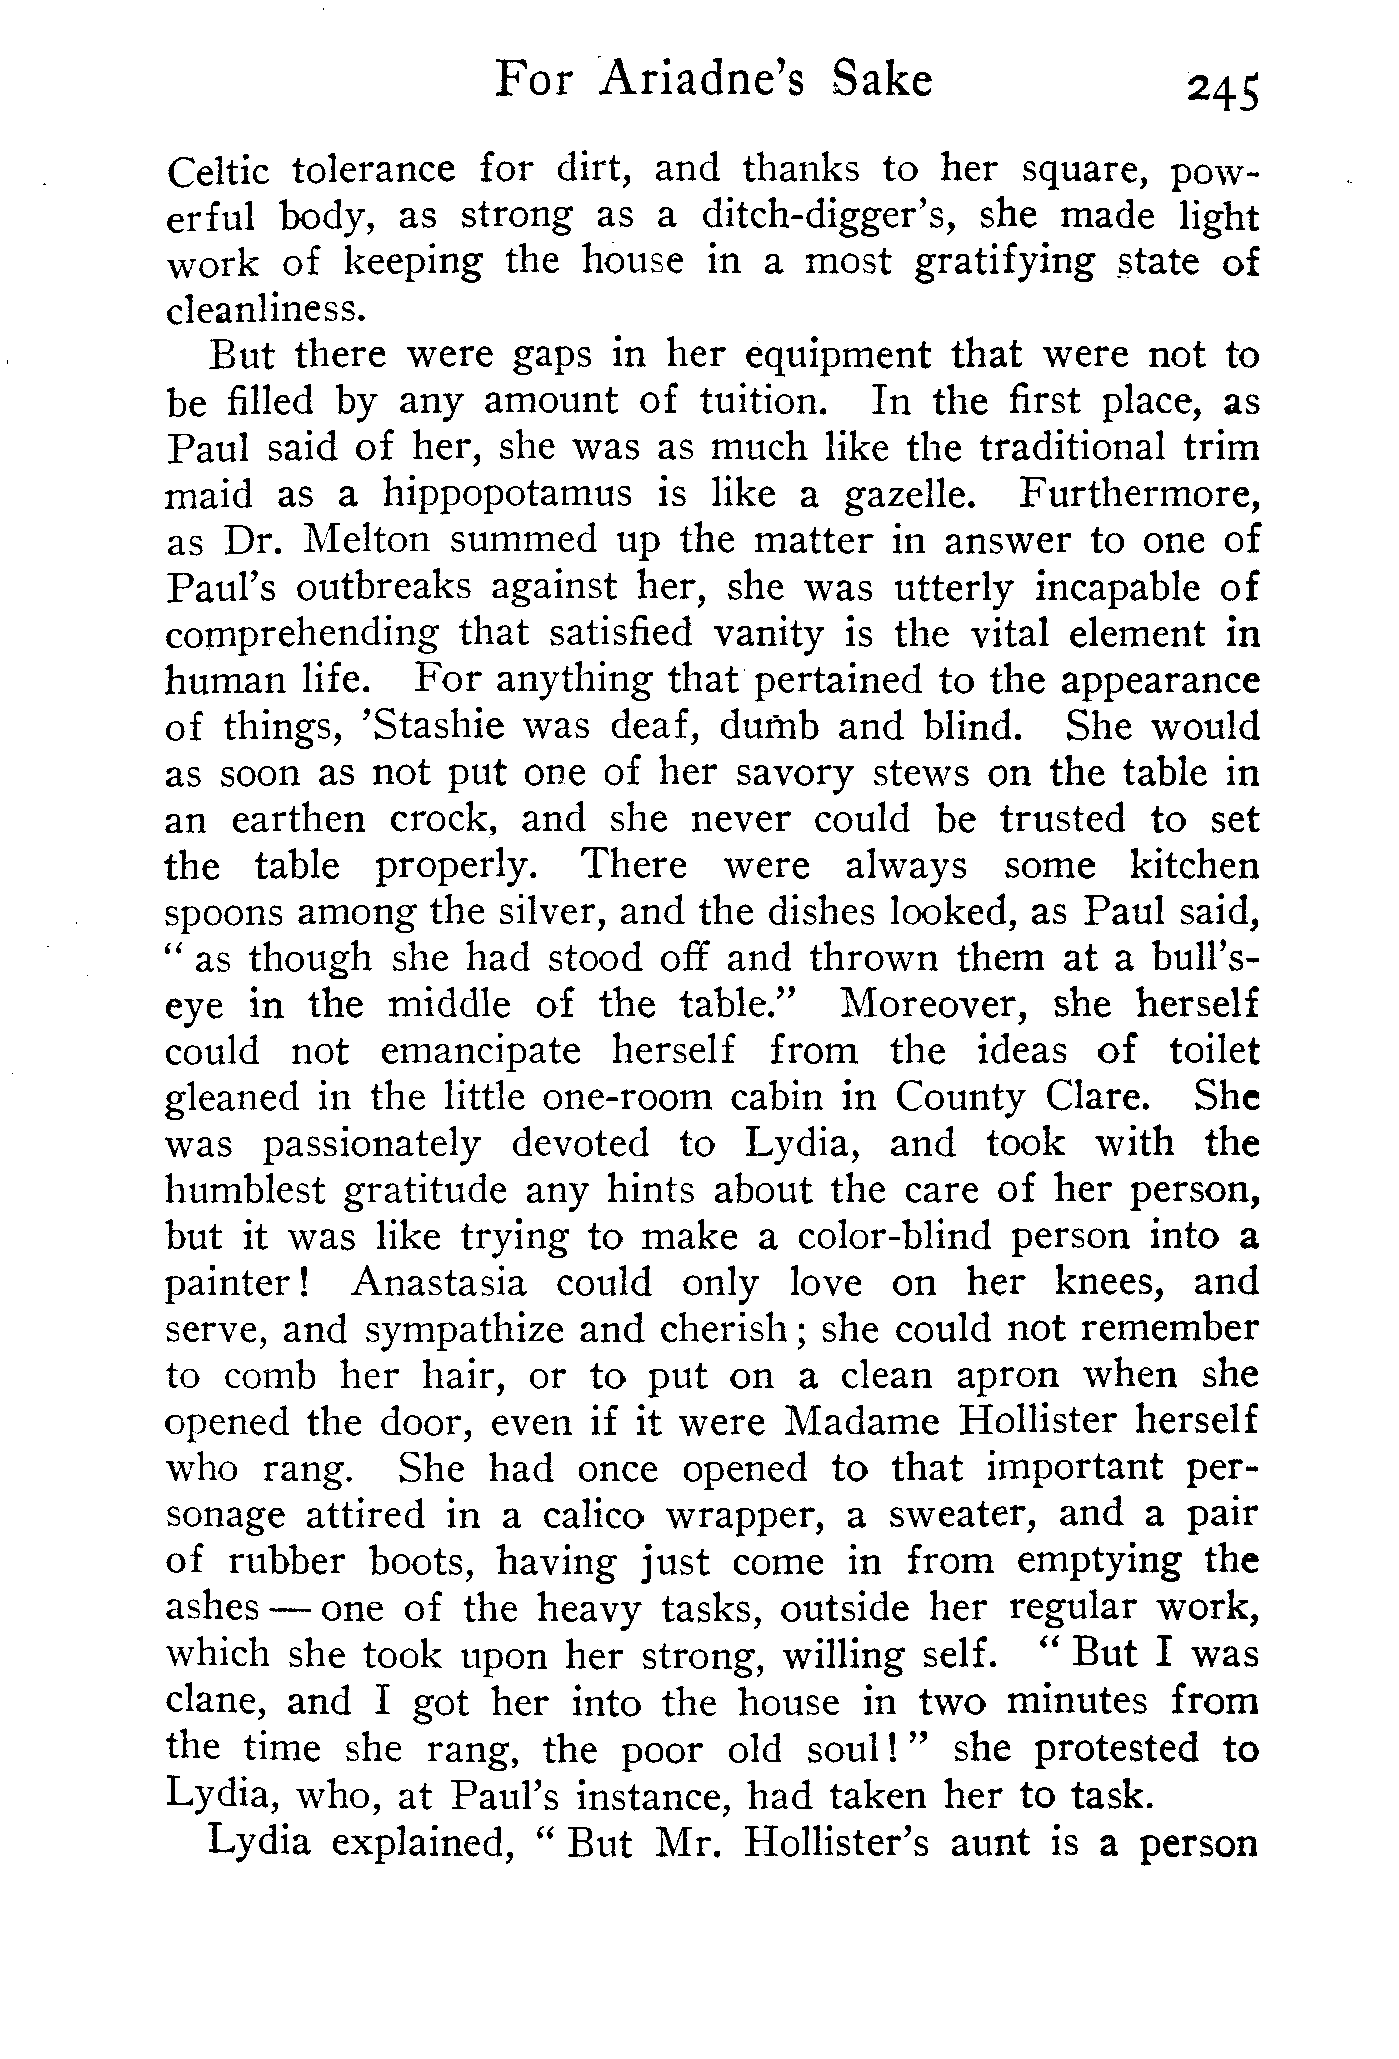 For Ariadne's Sake 245
Celtic tolerance for dirt, and thanks to her square, pow-
erful body, as strong as a ditch-digger's, she made light
work of keeping the house in a most gratifying state of
cleanliness.
But there were gaps in her equipment that were not to
be filled by any amount of tuition. In the first place, as
Paul said of her, she was as much like the traditional trim
maid as a hippopotamus is like a gazelle. Furthermore,
as Dr. Melton summed up the matter in answer to one of
Paul's outbreaks against her, she was utterly incapable of
comprehending that satisfied vanity is the vital element in
human life. For anything that pertained to the appearance
of things, 'Stashie was deaf, dumb and blind. She would
as soon as not put one of her savory stews on the table in
an earthen crock, and she never could be trusted to set
the table properly. There were always some kitchen
spoons among the silver, and the dishes looked, as Paul said,
" as though she had stood off and thrown them at a bull's-
eye in the middle of the table." Moreover, she herself
could not emancipate herself from the ideas of toilet
gleaned in the little one-room cabin in County Clare. She
was passionately devoted to Lydia, and took with the
humblest gratitude any hints about the care of her person,
but it was like trying to make a color-blind person into a
painter! Anastasia could only love on her knees, and
serve, and sympathize and cherish; she could not remember
to comb her hair, or to put on a clean apron when she
opened the door, even if it were Madame Hollister herself
who rang. She had once opened to that important per-
sonage attired in a calico wrapper, a sweater, and a pair
of rubber boots, having just come in from emptying the
ashes — one of the heavy tasks, outside her regular work,
which she took upon her strong, willing self. " But I was
clane, and I got her into the house in two minutes from
the time she rang, the poor old soul! " she protested to
Lydia, who, at Paul's instance, had taken her to task.
Lydia explained, " But Mr. Hollister's aunt is a person